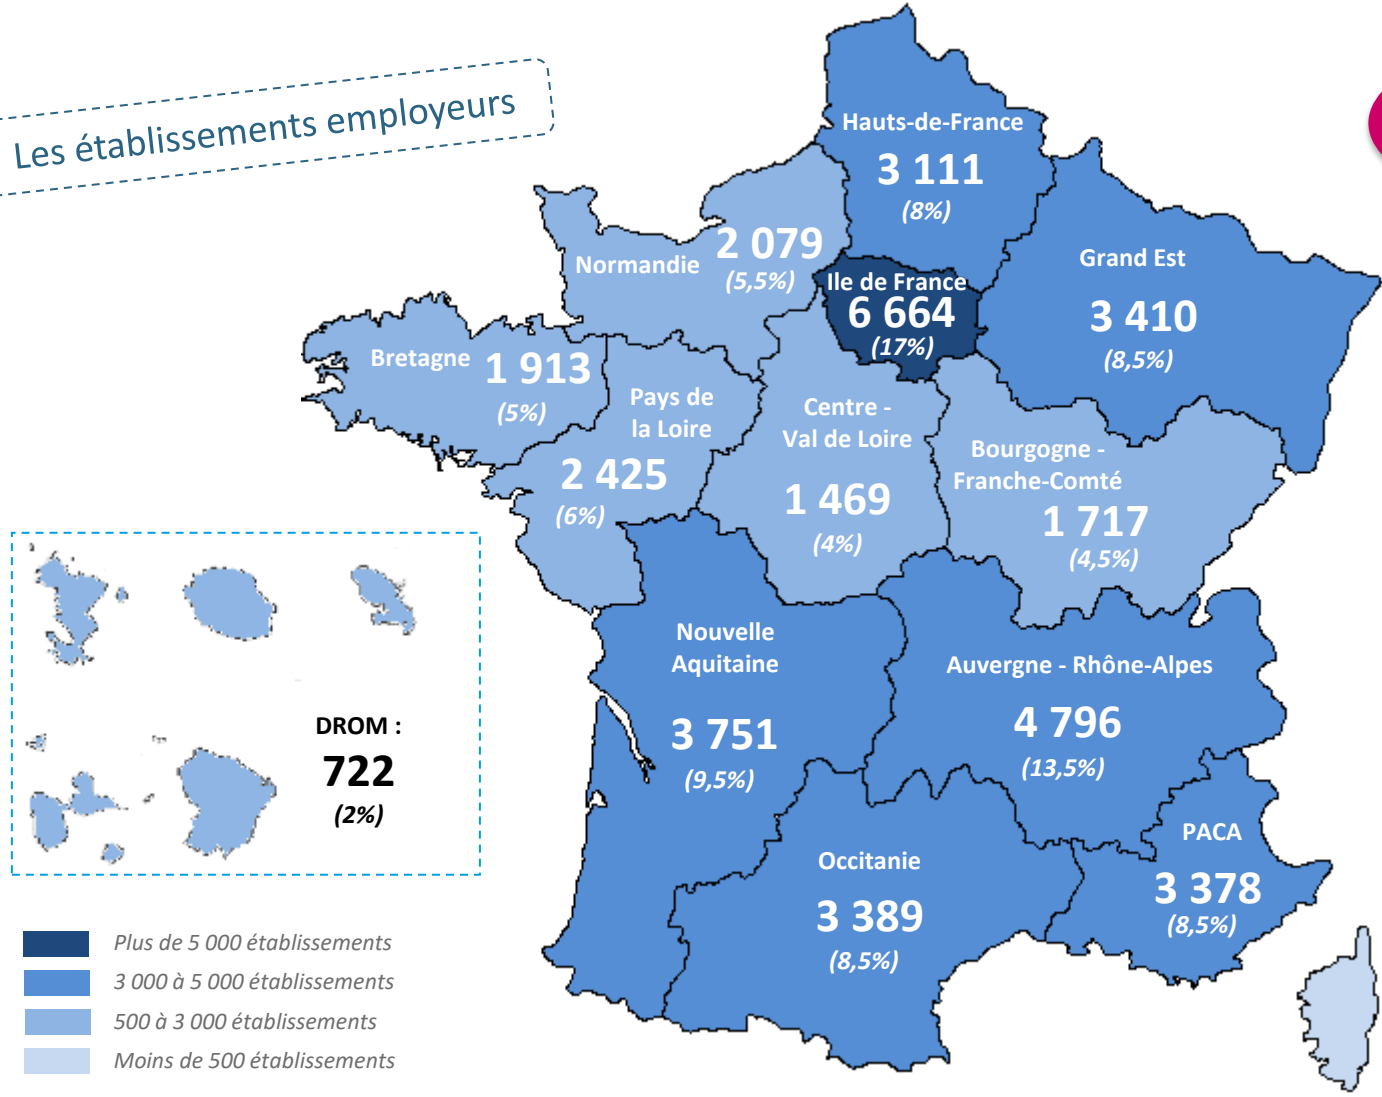 Les établissements employeurs
Hauts-de-France
3 111
(8%)
Normandie
2 079
(5,5%)
Ile de France
6 664
(17%)
Grand Est
3 410
(8,5%)
Bretagne
1 913
(5%)
Pays de
la Loire
2 425
(6%)
Centre -
Val de Loire
1 469
(4%)
Bourgogne -
Franche-Comté
1 717
(4,5%)
Nouvelle
Aquitaine
3 751
(9,5%)
Auvergne - Rhône-Alpes
4 796
(13,5%)
DROM :
722
(2%)
Occitanie
3 389
(8,5%)
PACA
3 378
(8,5%)
Plus de 5 000 établissements
3 000 à 5 000 établissements
500 à 3 000 établissements
Moins de 500 établissements